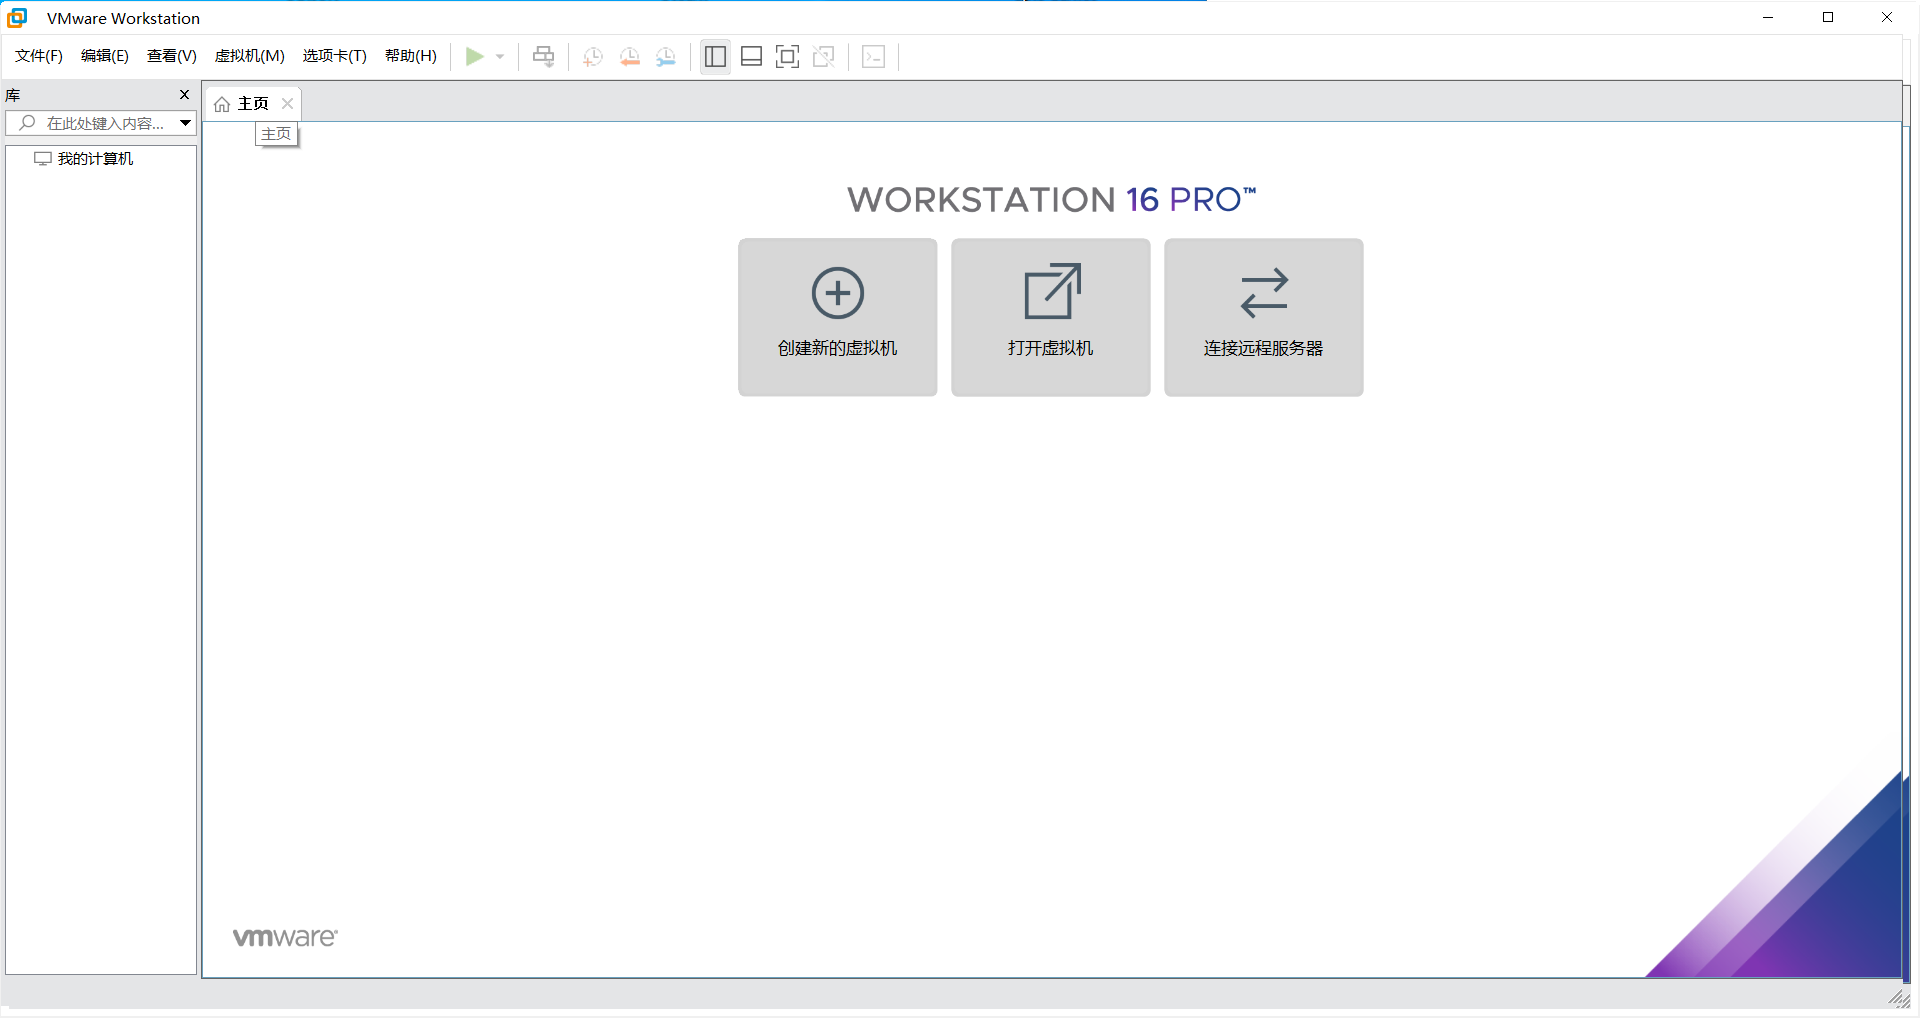 VMware Workstation
文件(F) 编辑(E) 查看(V) 虚拟机(M) 选项卡(T) 帮助(H)
库
主页
在此处键入内容...
主页
我的计算机
WORKSTATION 16 PRO™
创建新的虚拟机 打开虚拟机 连接远程服务器
vmware®